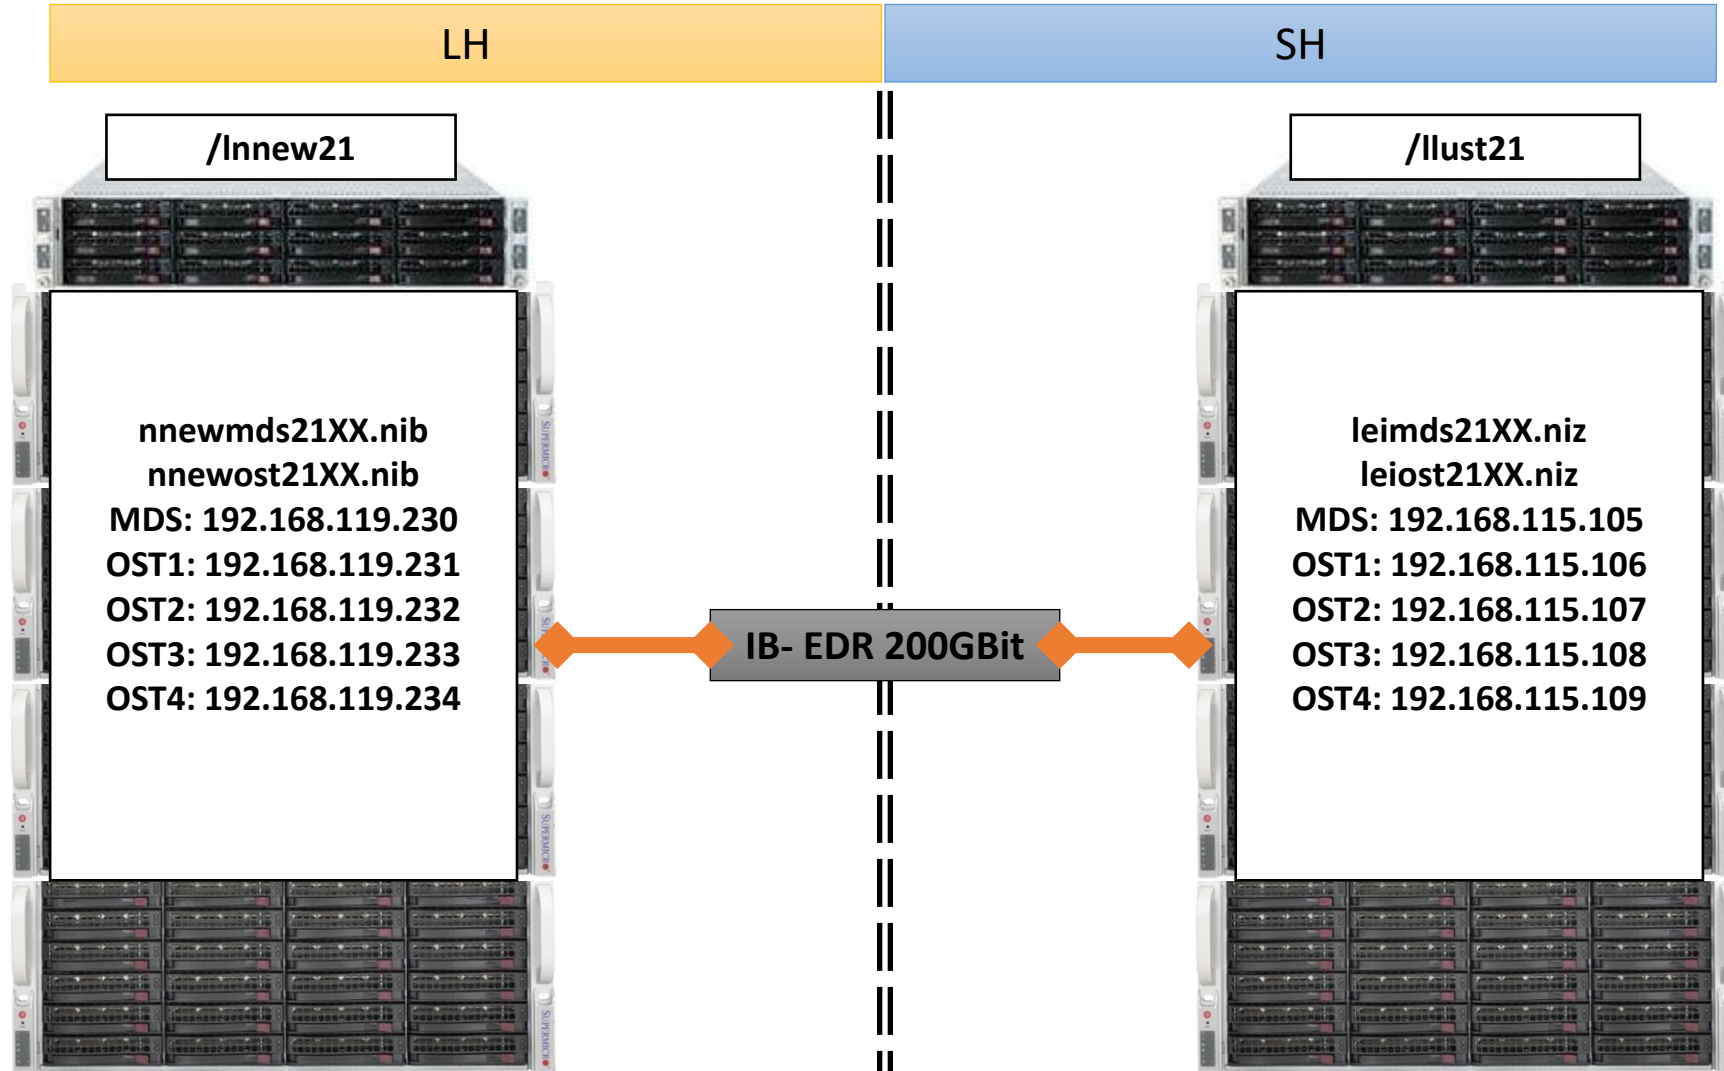 LH
SH
/lnnew21
/llust21
nnewmds21XX.nib
nnewost21XX.nib
MDS: 192.168.119.230
OST1: 192.168.119.231
OST2: 192.168.119.232
OST3: 192.168.119.233
OST4: 192.168.119.234
IB- EDR 200GBit
leimds21XX.niz
leiost21XX.niz
MDS: 192.168.115.105
OST1: 192.168.115.106
OST2: 192.168.115.107
OST3: 192.168.115.108
OST4: 192.168.115.109
SUPERMICRO
SUPERMICRO
SUPERMICRO